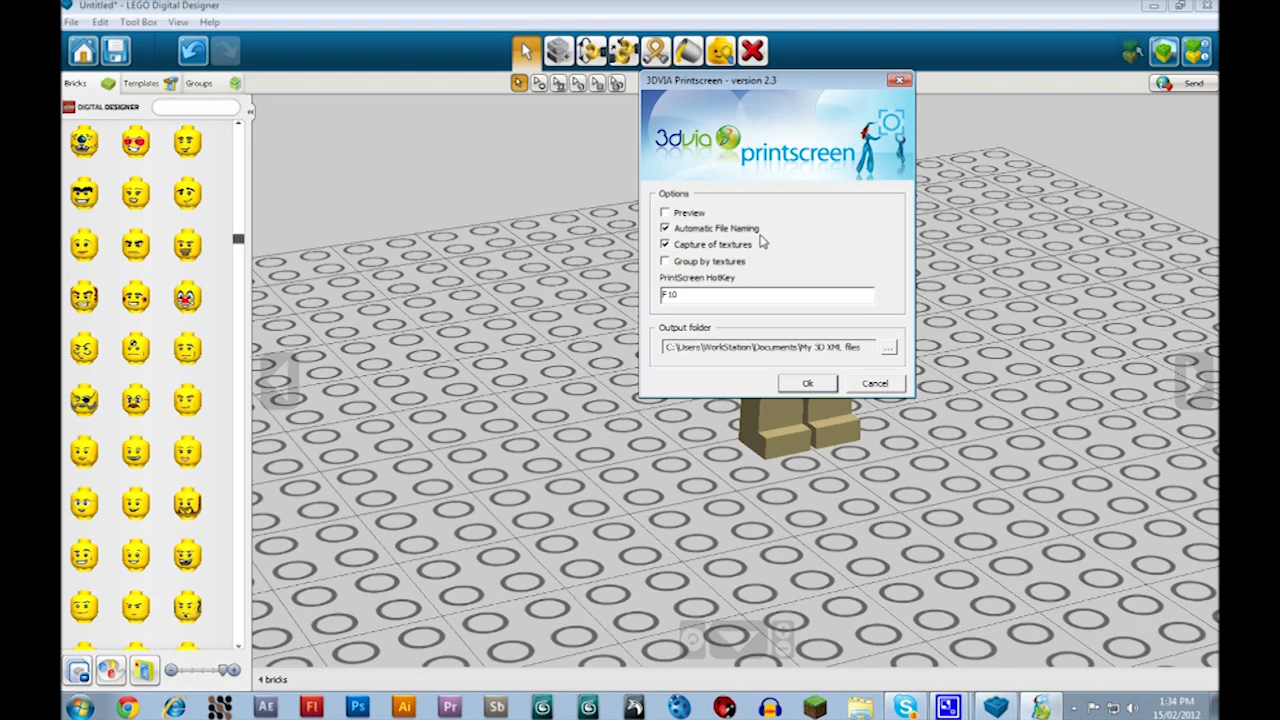 Untitled* - LEGO Digital Designer
File Edit Tool Box View Help
Bricks Templates Groups
Send
DIGITAL DESIGNER
3DVIA Printscreen - version 2.3
3dvia
printscreen
Options
Preview
Automatic File Naming
Capture of textures
Group by textures
PrintScreen HotKey
F10
Output folder
C:\Users\WorkStation\Documents\My 3D XML files
...
Ok Cancel
4 bricks
AE Fl Ps Ai Pr Sb
1:34 PM
15/02/2012